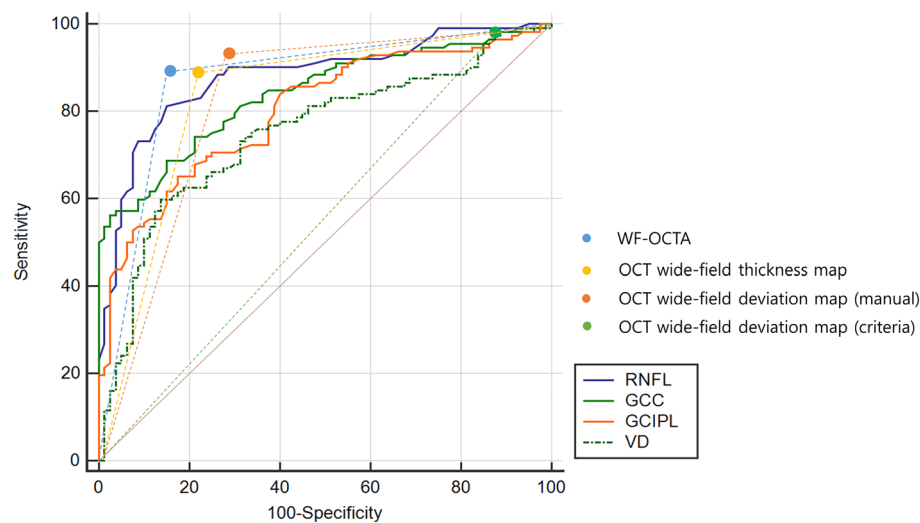 100
80
60
40
20
0
Sensitivity
0 20 40 60 80 100
100-Specificity
WF-OCTA
OCT wide-field thickness map
OCT wide-field deviation map (manual)
OCT wide-field deviation map (criteria)
RNFL
GCC
GCIPL
VD